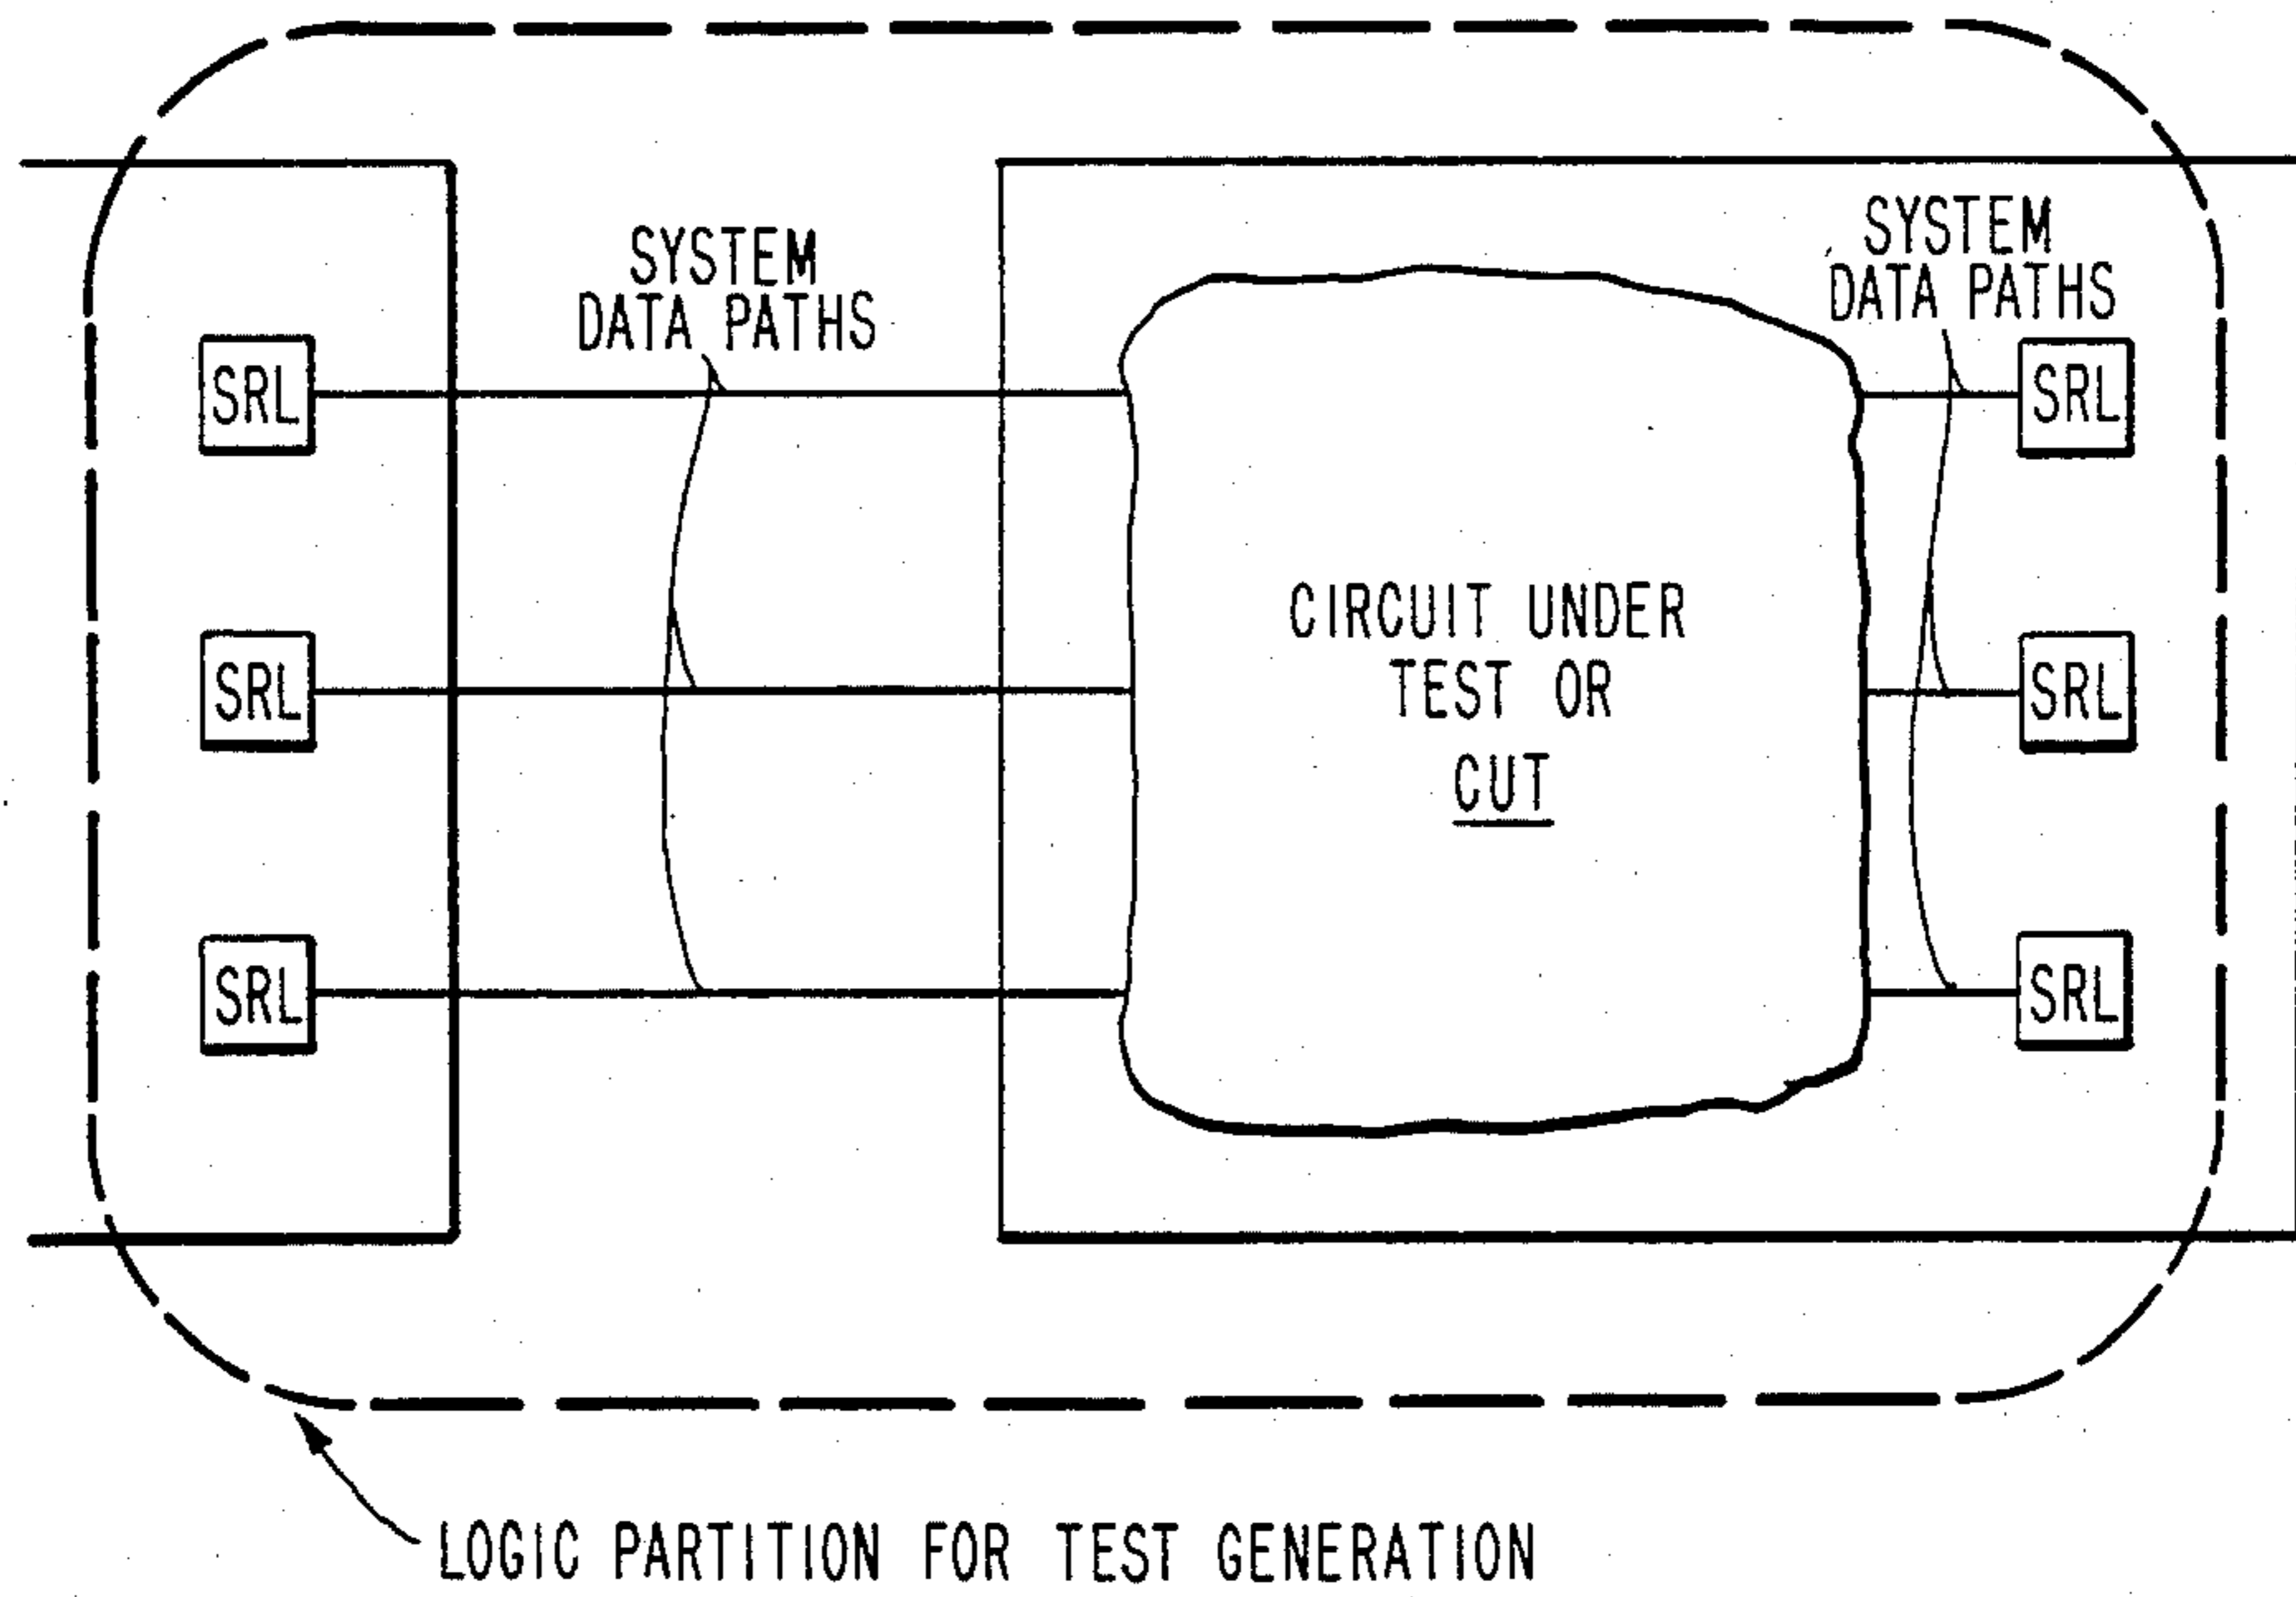 SYSTEM
DATA PATHS
SYSTEM
DATA PATHS
SRL
SRL
CIRCUIT UNDER
TEST OR
CUT
SRL
SRL
SRL
SRL
LOGIC PARTITION FOR TEST GENERATION